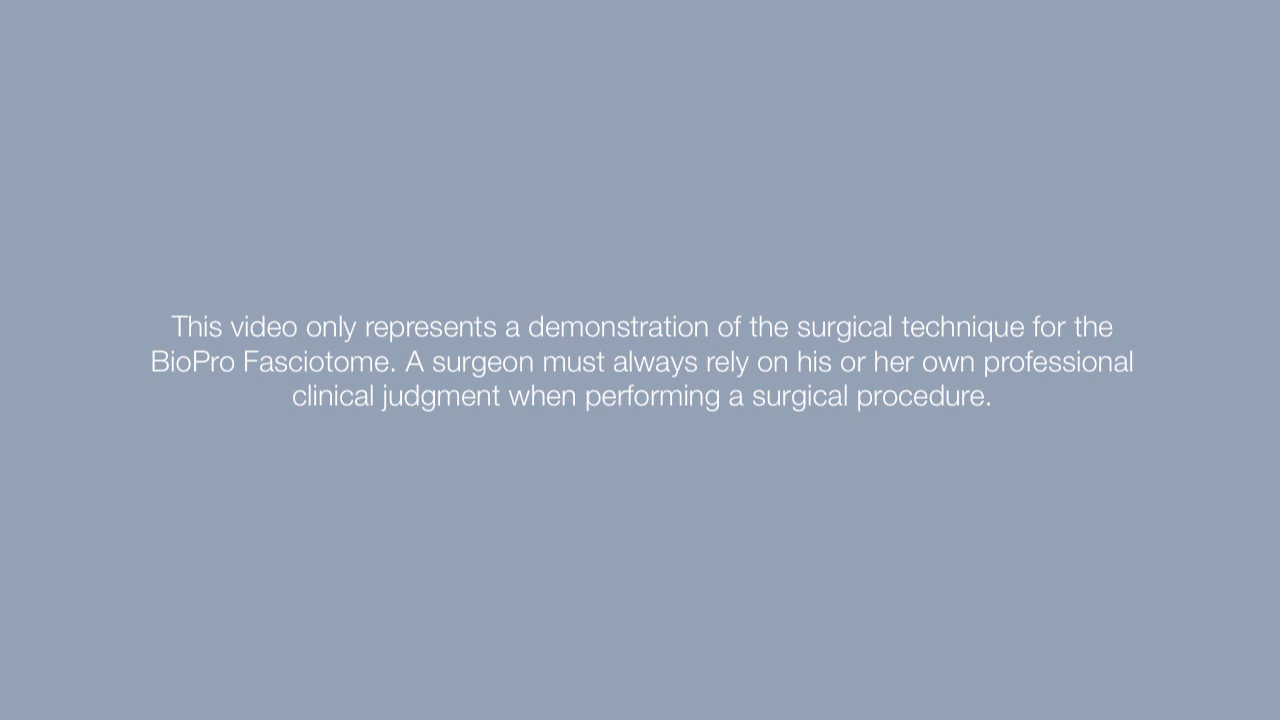 This video only represents a demonstration of the surgical technique for the
BioPro Fasciotome. A surgeon must always rely on his or her own professional
clinical judgment when performing a surgical procedure.